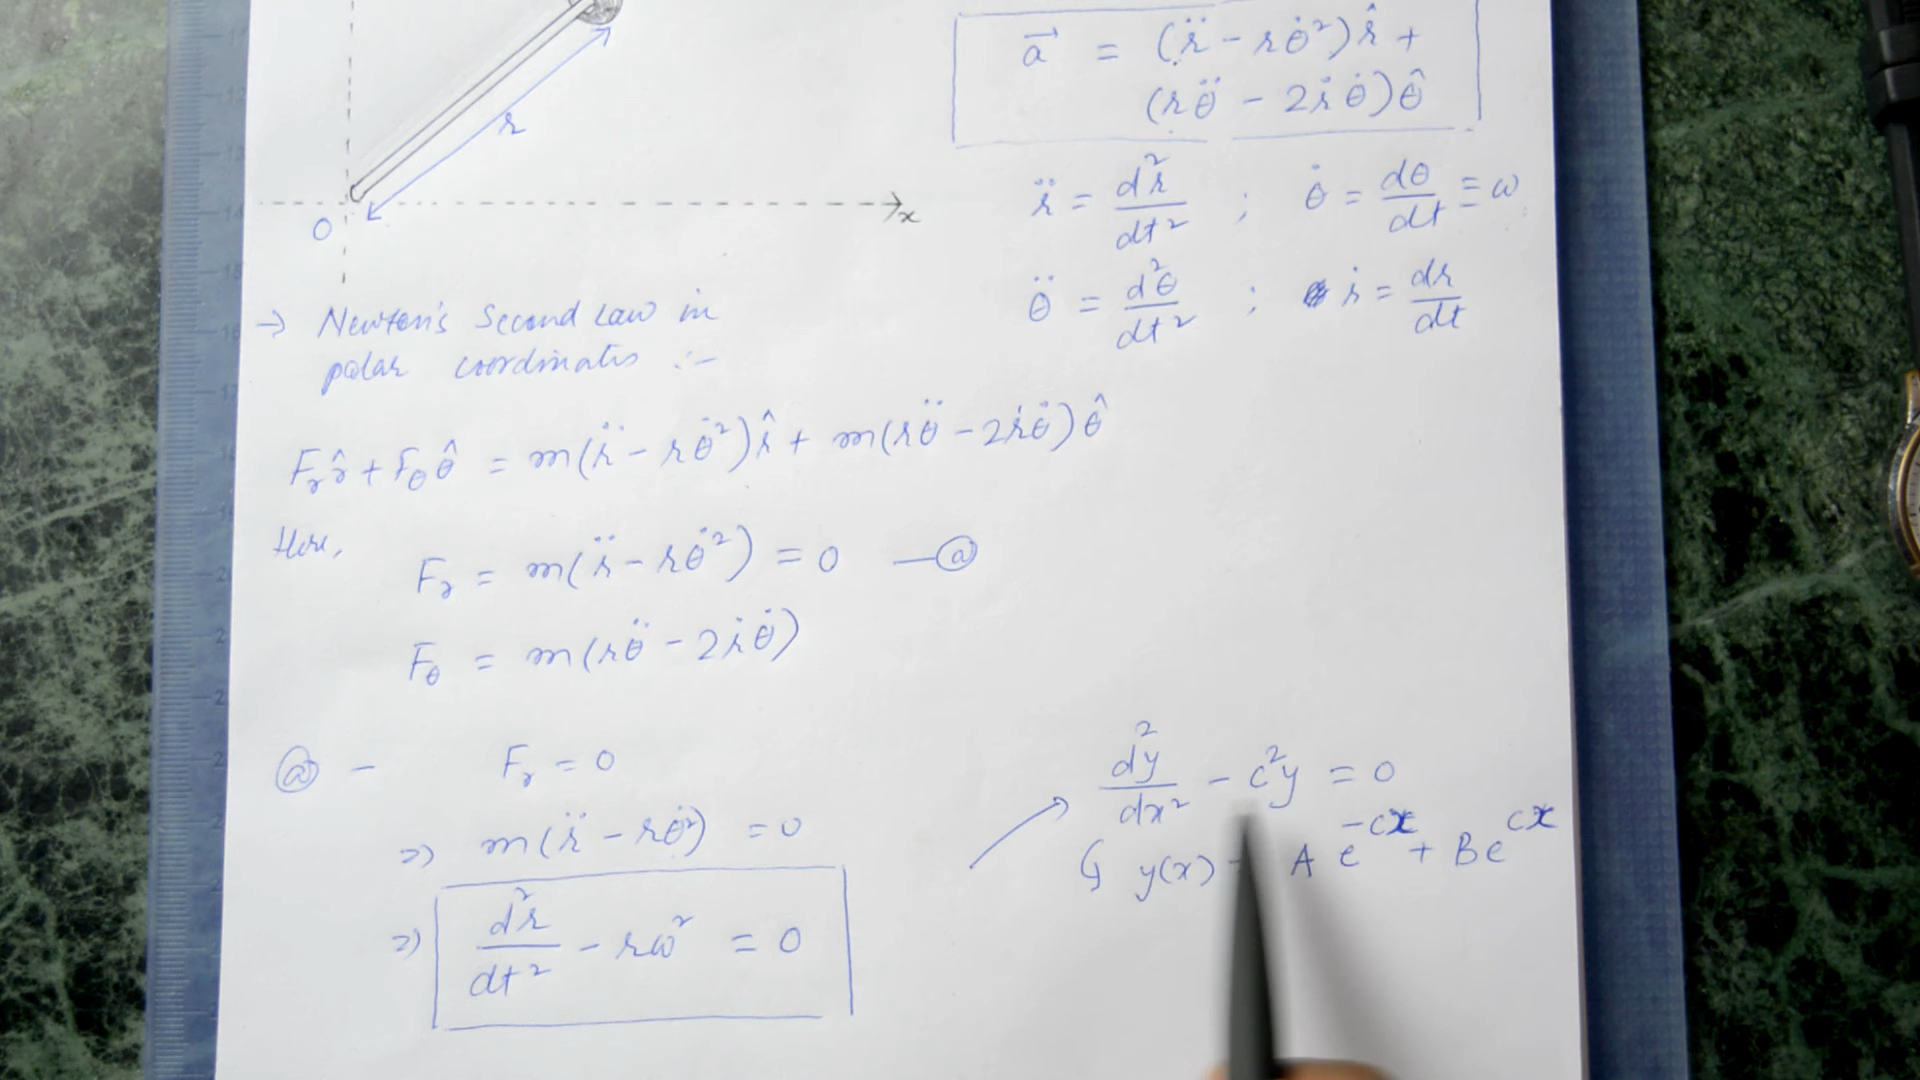 r
x
O
a⃗ = (r̈ - rθ̇²)r̂ +
(rθ̈ - 2ṙθ̇)θ̂
r̈ = d²r/dt² ; θ̇ = dθ/dt ≡ ω
θ̈ = d²θ/dt² ; ṙ = dr/dt
→ Newton's Second Law in
polar coordinates :-
F_r r̂ + F_θ θ̂ = m(r̈ - rθ̇²)r̂ + m(rθ̈ - 2ṙθ̇)θ̂
Here,
F_r = m(r̈ - rθ̇²) = 0 —ⓐ
F_θ = m(rθ̈ - 2ṙθ̇)
ⓐ - F_r = 0
⇒ m(r̈ - rθ̇²) = 0
⇒ d²r/dt² - rω² = 0
d²y/dx² - c²y = 0
y(x) = A e^{-cx} + B e^{cx}